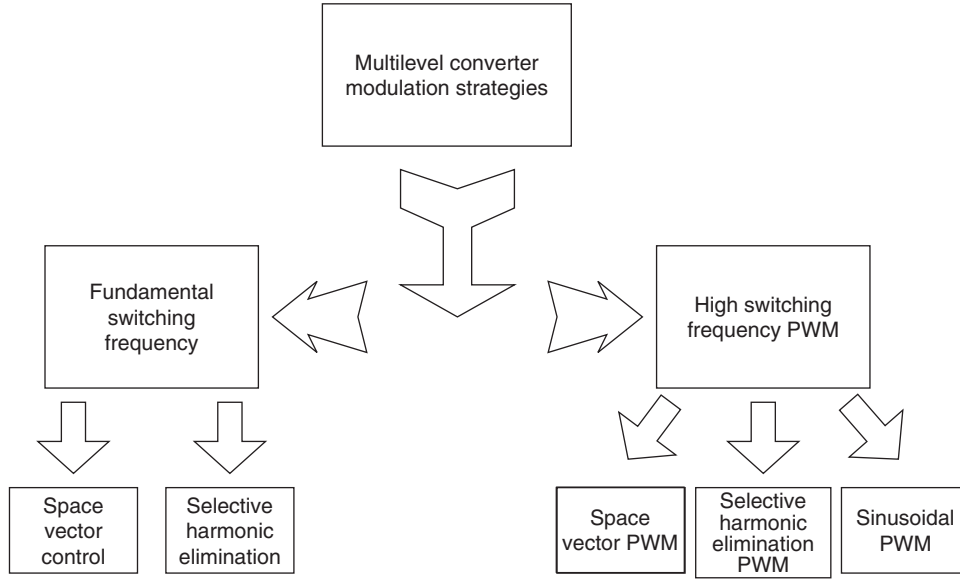 Multilevel converter
modulation strategies
Fundamental
switching
frequency
High switching
frequency PWM
Space
vector
control
Selective
harmonic
elimination
Space
vector PWM
Selective
harmonic
elimination PWM
PWM
Sinusoidal
PWM